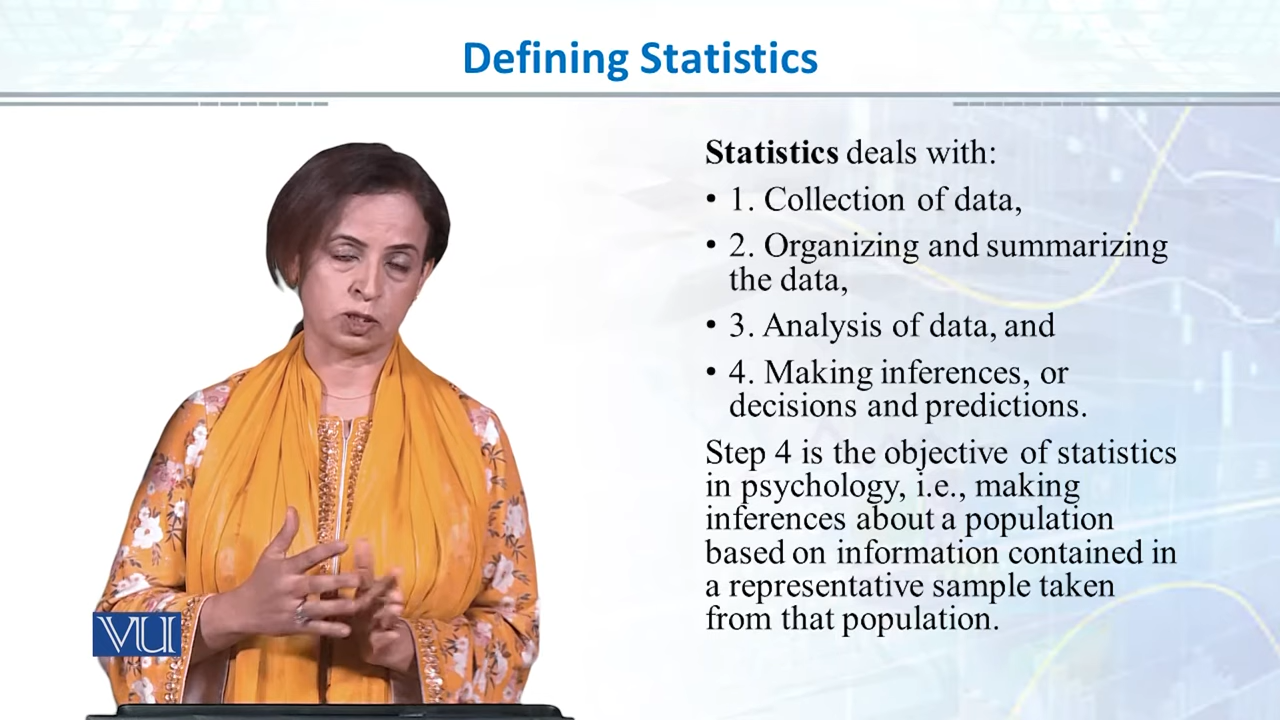 Defining Statistics
Statistics deals with:
• 1. Collection of data,
• 2. Organizing and summarizing
the data,
• 3. Analysis of data, and
• 4. Making inferences, or
decisions and predictions.
Step 4 is the objective of statistics
in psychology, i.e., making
inferences about a population
based on information contained in
a representative sample taken
from that population.
VU